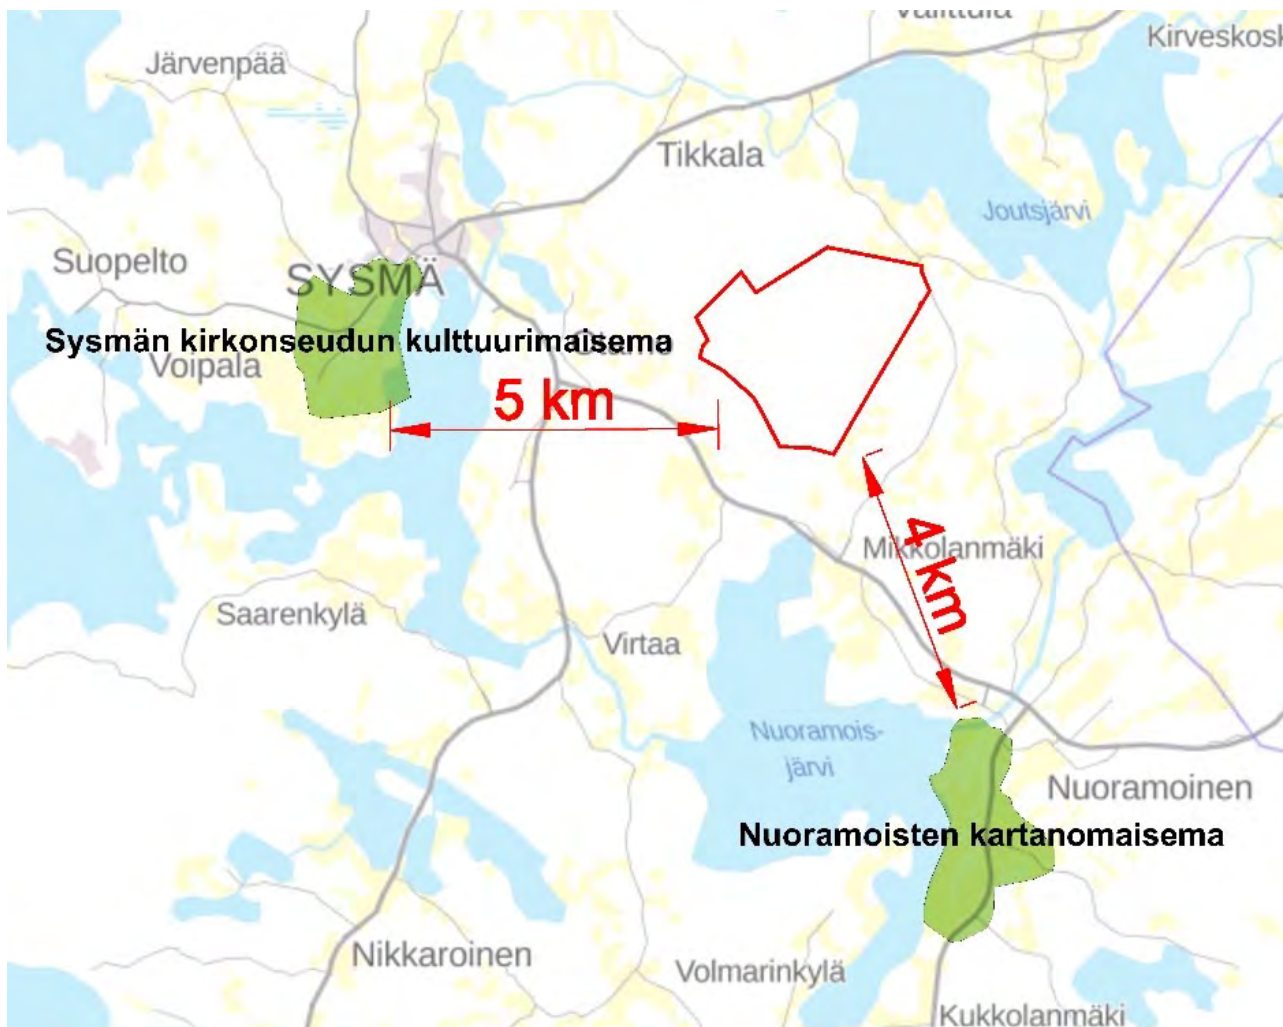 Valittula
Kirveskosk
Järvenpää
Tikkala
Joutsjärvi
Suopelto
SYSMÄ
Sysmän kirkonseudun kulttuurimaisema
Voipala
5 km
4 km
Mikkolanmäki
Saarenkylä
Virtaa
Nuoramois-
järvi
Nuoramoinen
Nuoramoisten kartanomaisema
Nikkaroinen
Volmarinkylä
Kukkolanmäki